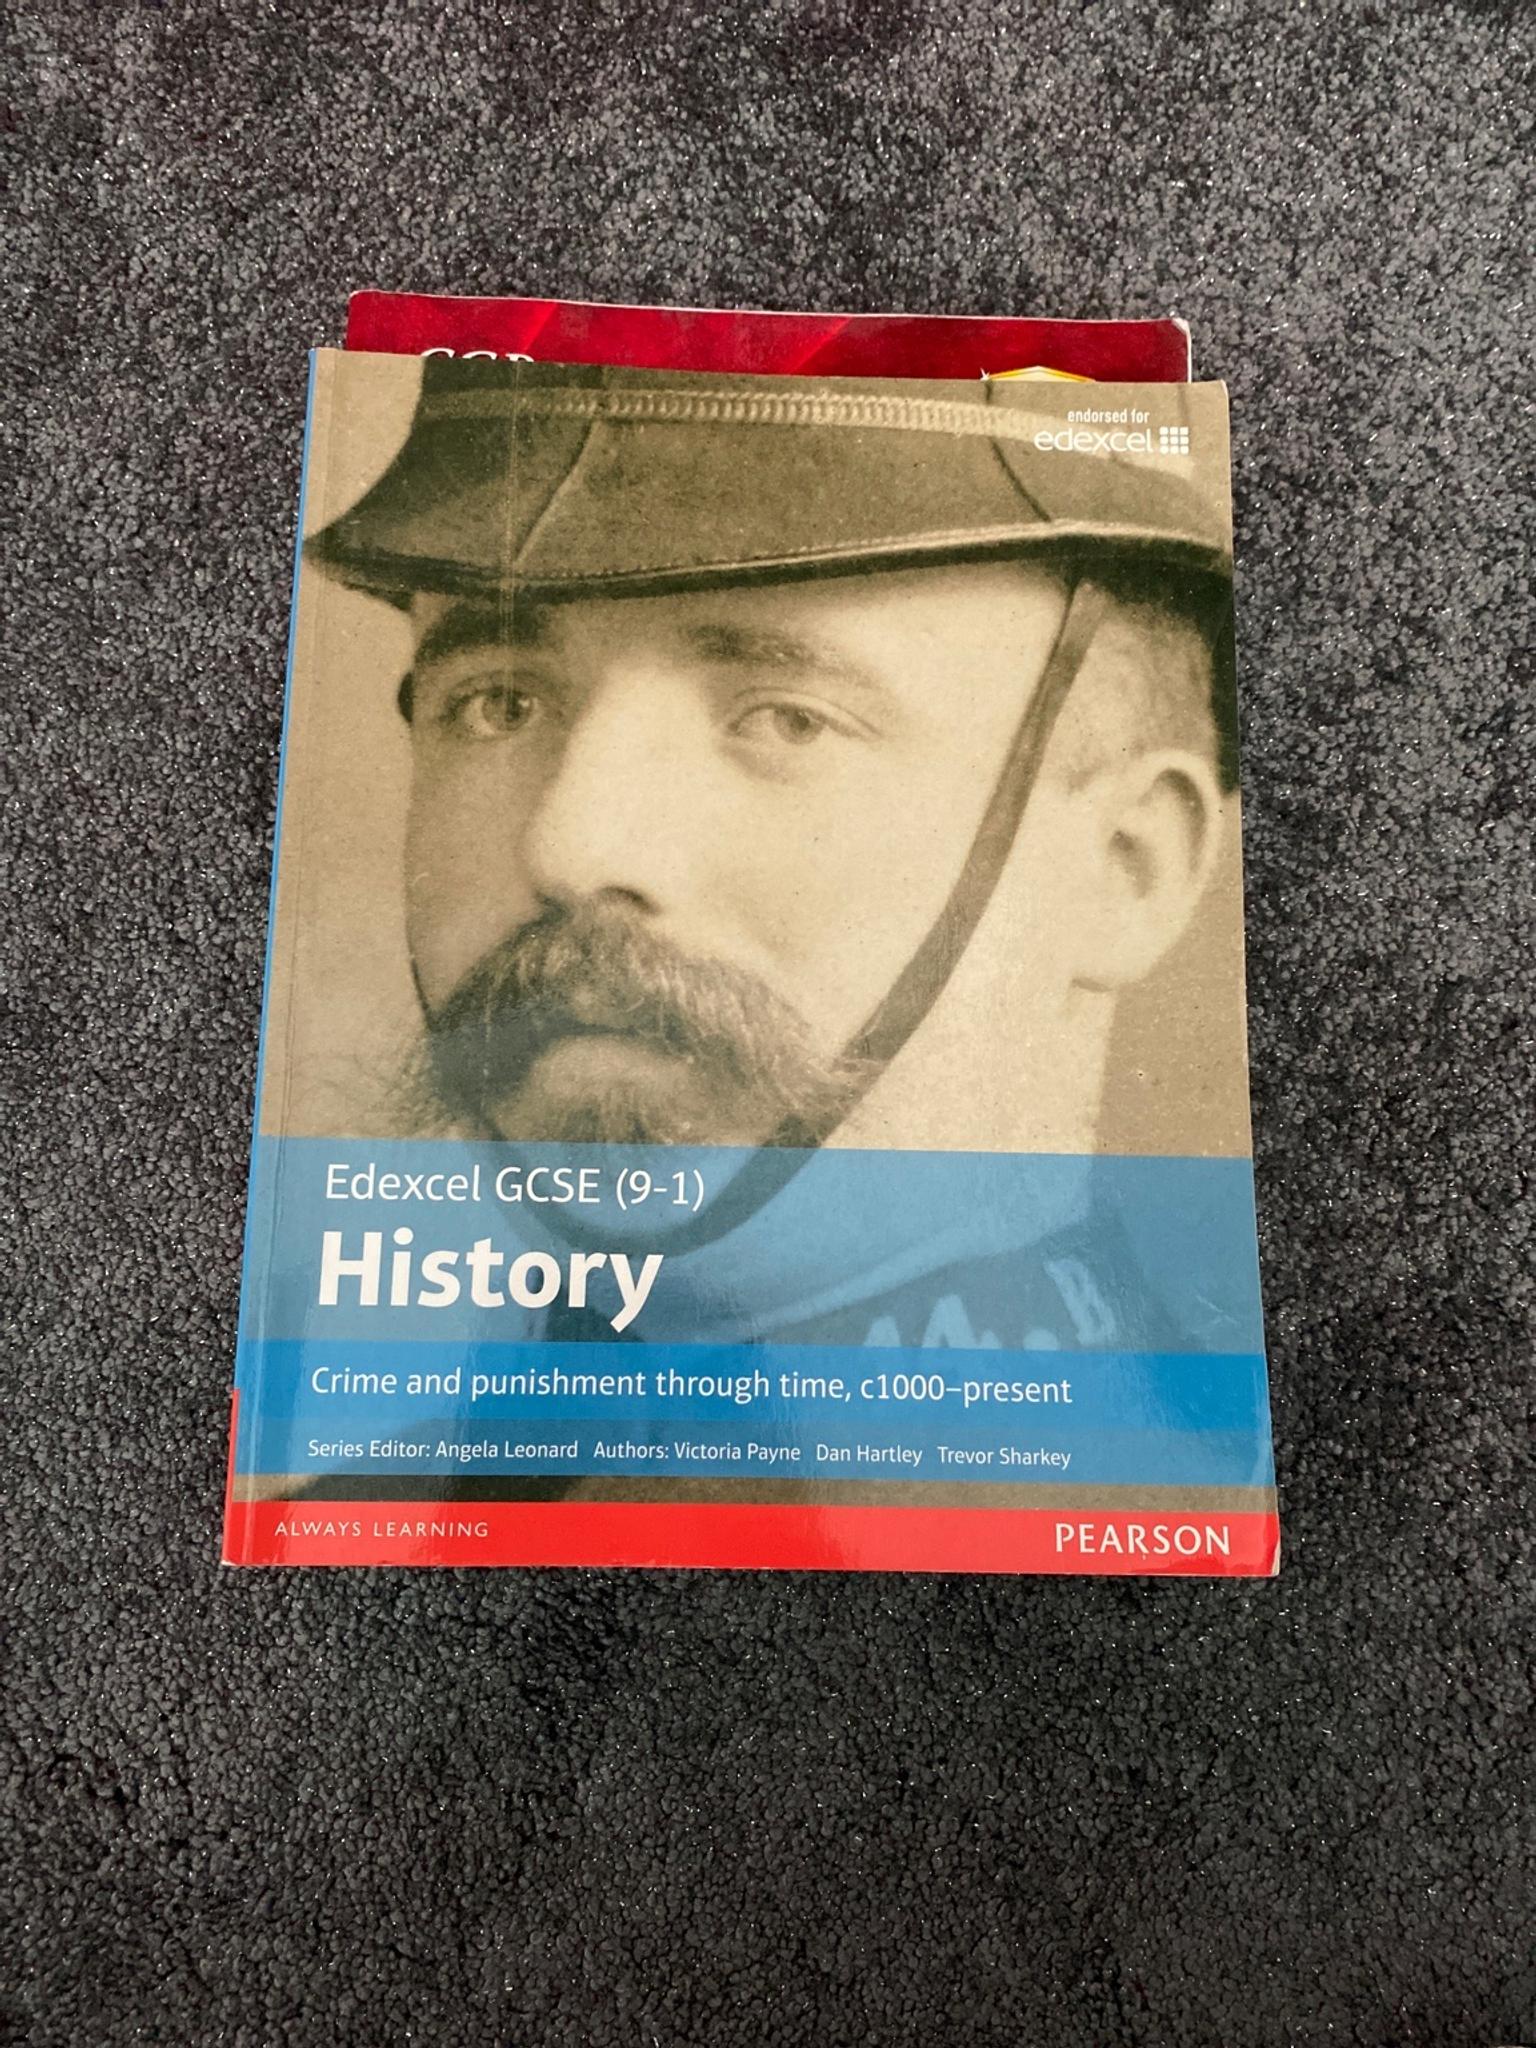 CGP
endorsed for
edexcel
Edexcel GCSE (9-1)
History
Crime and punishment through time, c1000–present
Series Editor: Angela Leonard Authors: Victoria Payne Dan Hartley Trevor Sharkey
ALWAYS LEARNING
PEARSON